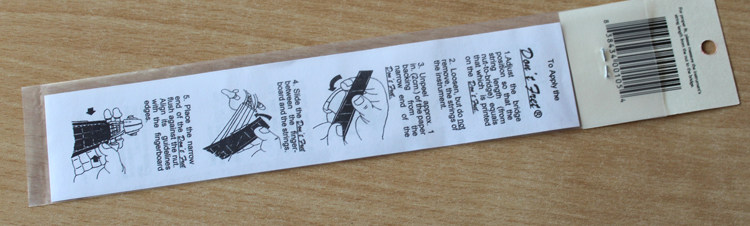 To Apply the
Don't Fret®
1. Adjust the bridge
position so that the
string length (from
nut-to-bridge) equals
that which is printed
on the Don't Fret.
2. Loosen, but do not
remove, the strings of
the instrument.
3. Unpeel approx. 1
in. (2cm.) of the paper
backing from the
narrow end of the
Don't Fret.
4. Slide the Don't Fret
between the finger-
board and the strings.
5. Place the narrow
end of the Don't Fret
flush against the nut.
Align its guidelines
with the fingerboard
edges.